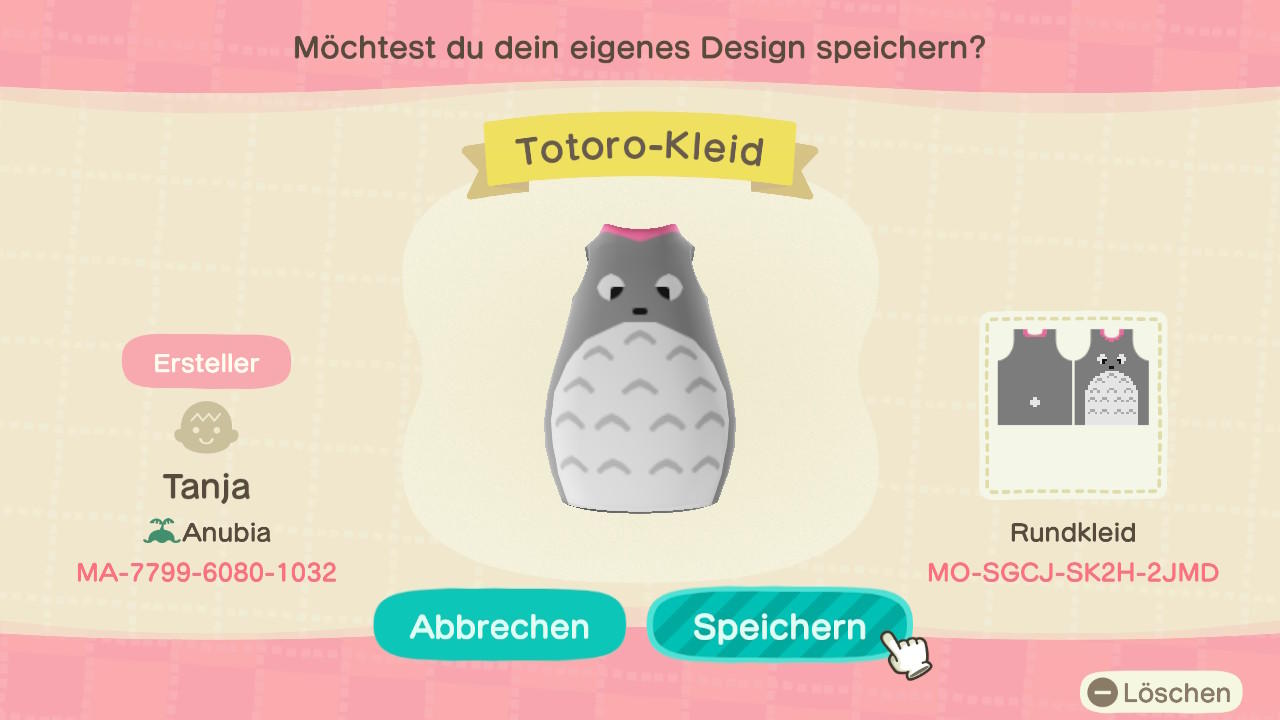 Möchtest du dein eigenes Design speichern?
Totoro-Kleid
Ersteller
Tanja
Anubia
MA-7799-6080-1032
Rundkleid
MO-SGCJ-SK2H-2JMD
Abbrechen
Speichern
Löschen